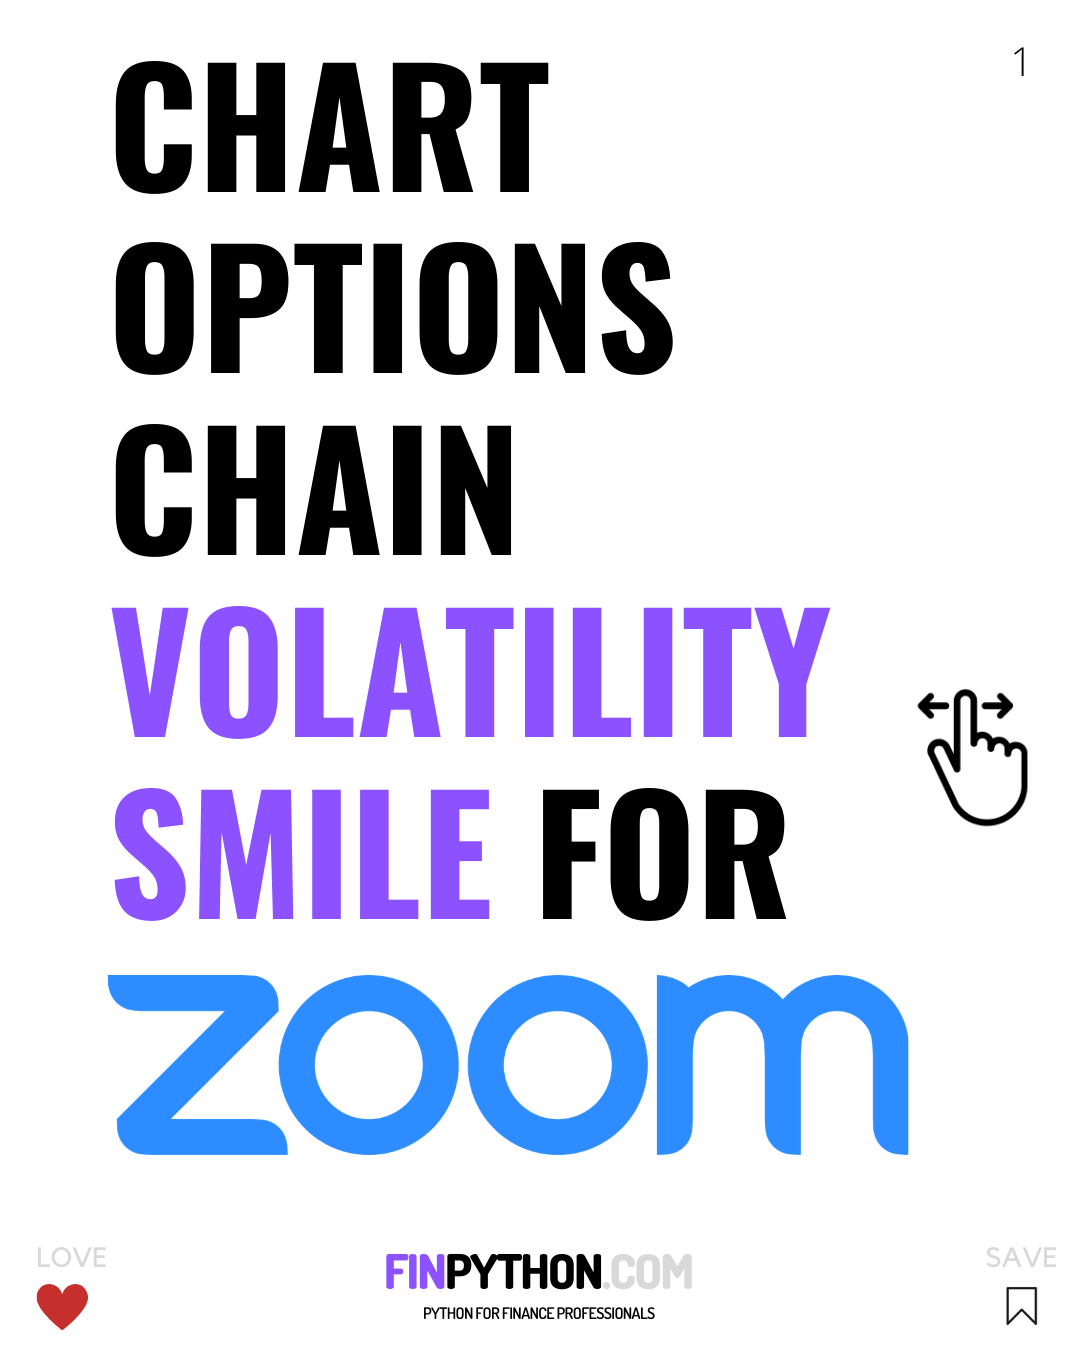 1
CHART
OPTIONS
CHAIN
VOLATILITY
SMILE FOR
zoom
LOVE
FINPYTHON.COM
SAVE
PYTHON FOR FINANCE PROFESSIONALS